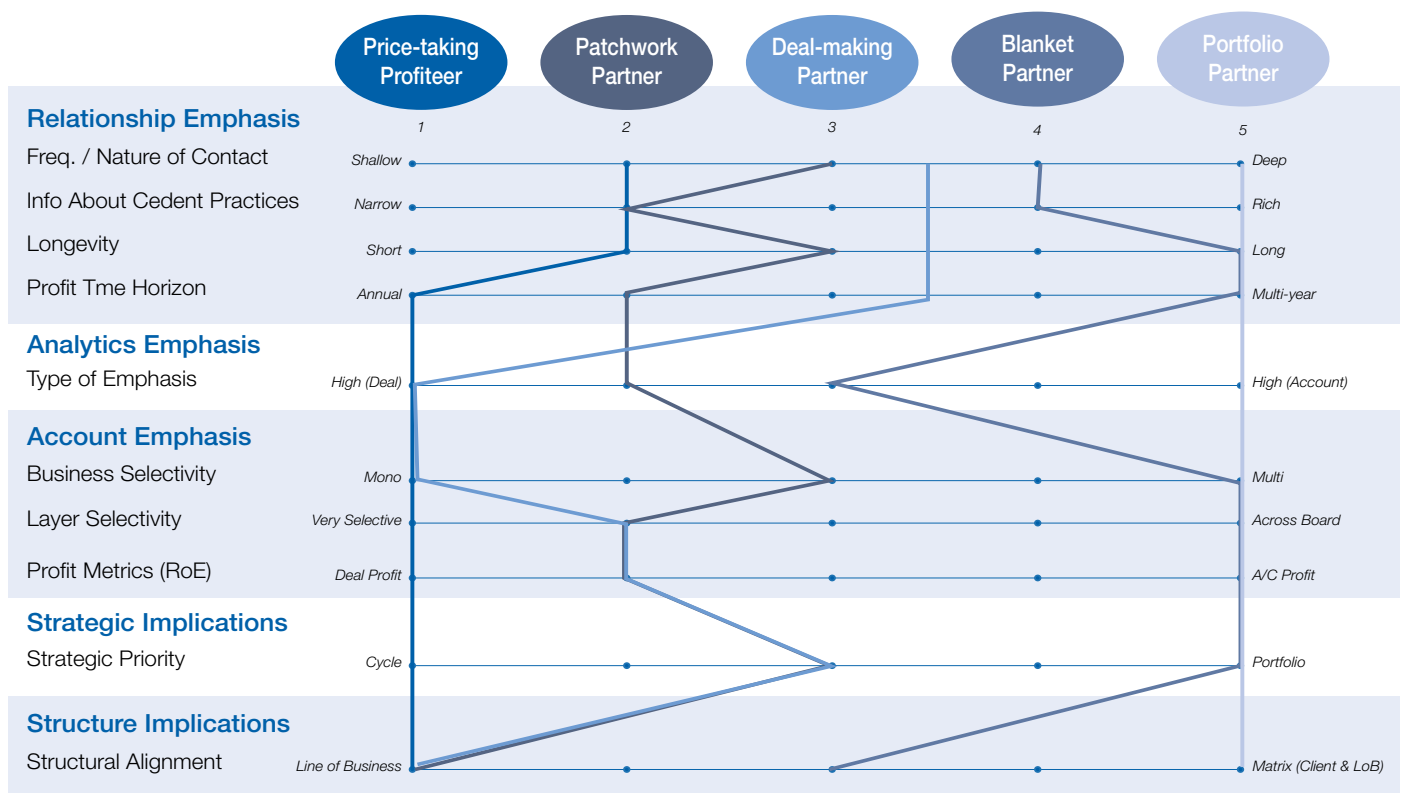 Price-taking
Profiteer
Patchwork
Partner
Deal-making
Partner
Blanket
Partner
Portfolio
Partner
Relationship Emphasis
1 2 3 4 5
Freq. / Nature of Contact Shallow Deep
Info About Cedent Practices Narrow Rich
Longevity Short Long
Profit Tme Horizon Annual Multi-year
Analytics Emphasis
Type of Emphasis High (Deal) High (Account)
Account Emphasis
Business Selectivity Mono Multi
Layer Selectivity Very Selective Across Board
Profit Metrics (RoE) Deal Profit A/C Profit
Strategic Implications
Strategic Priority Cycle Portfolio
Structure Implications
Structural Alignment Line of Business Matrix (Client & LoB)